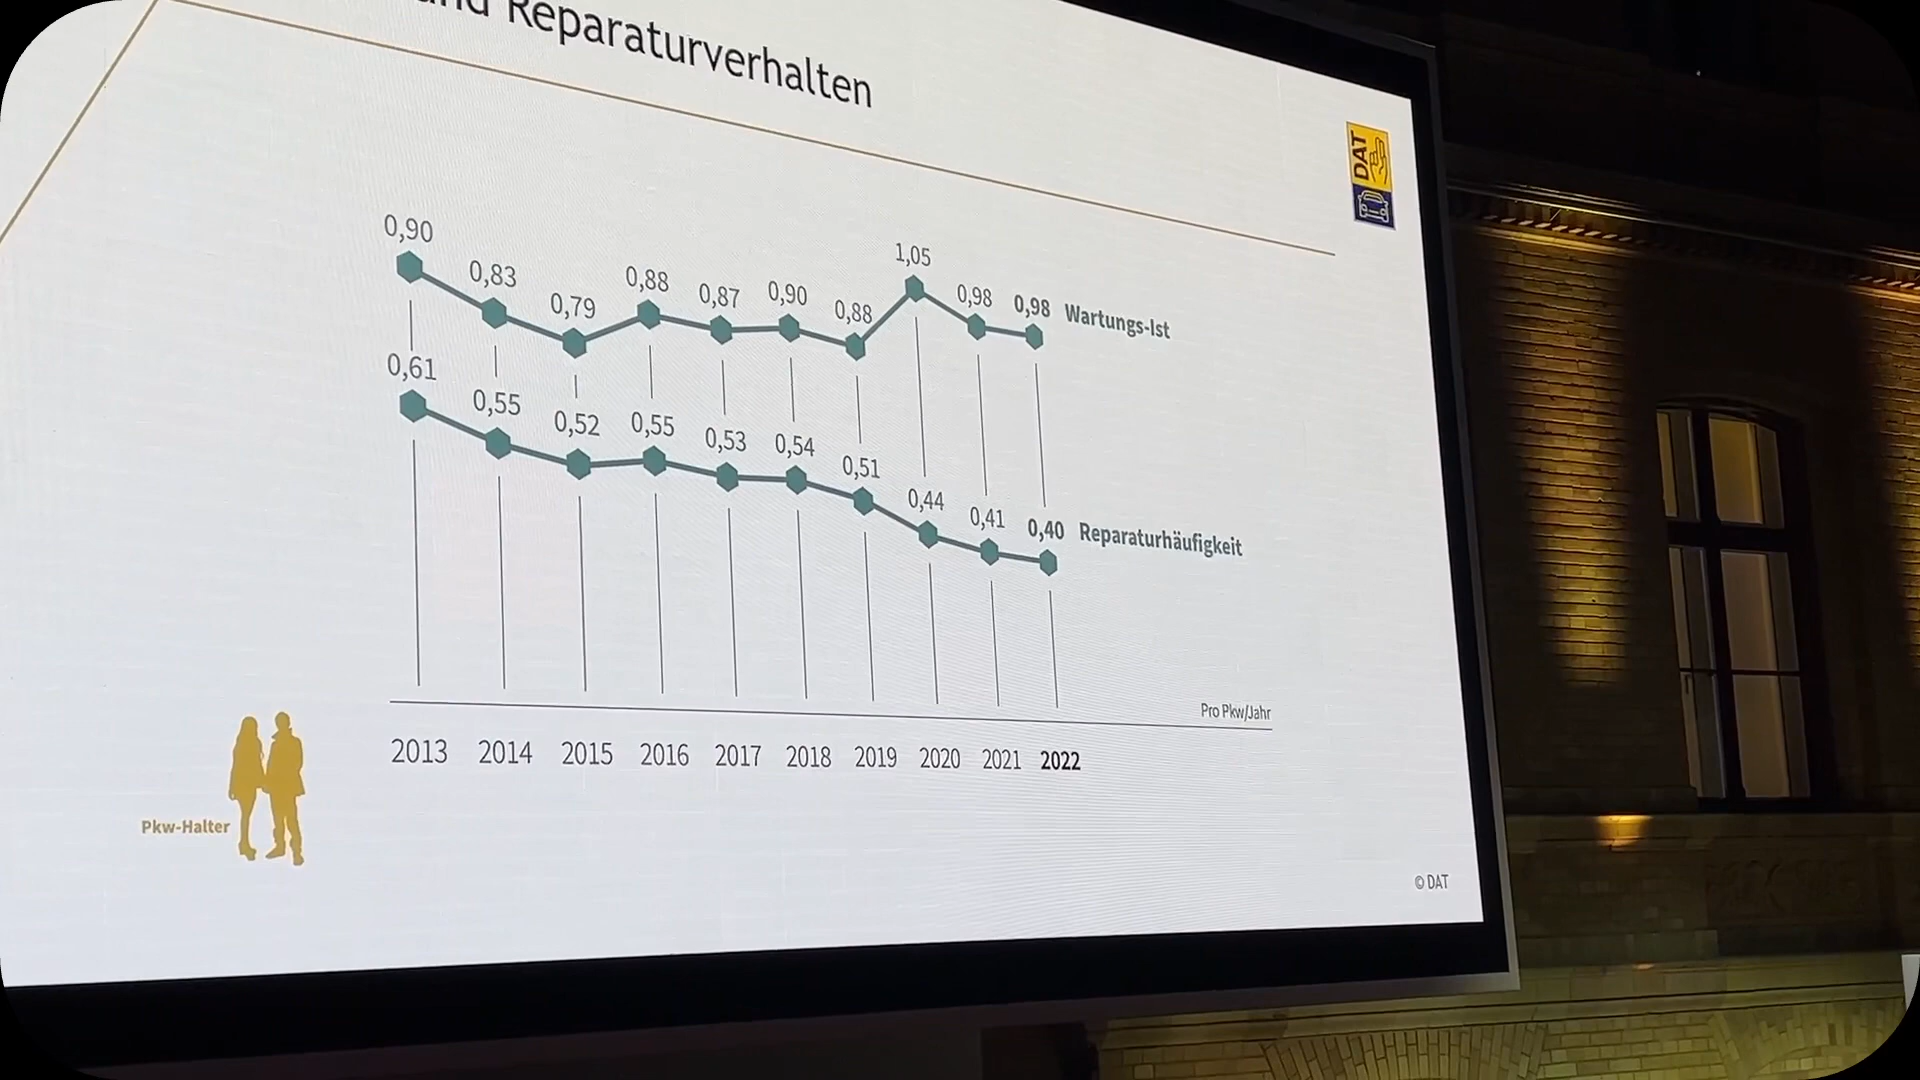 und Reparaturverhalten
DAT
0,90 0,83 0,79 0,88 0,87 0,90 0,88 1,05 0,98 0,98 Wartungs-Ist
0,61 0,55 0,52 0,55 0,53 0,54 0,51 0,44 0,41 0,40 Reparaturhäufigkeit
Pro Pkw/Jahr
2013 2014 2015 2016 2017 2018 2019 2020 2021 2022
Pkw-Halter
© DAT